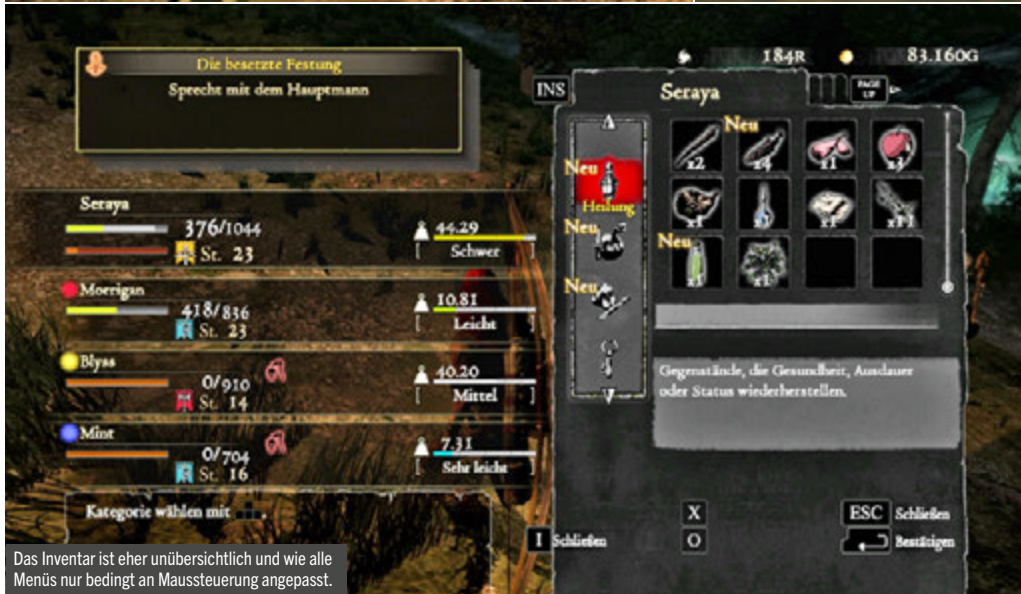 Die besetzte Festung
Sprecht mit dem Hauptmann
184R 83.160G
INS Seraya PAGE UP
Neu
x2 x4 x1 x3
Neu
Heilung
x1 x1
Neu
Neu
x1 x1
Neu
Seraya
376/1044
St. 23
44.29
Schwer
Moerigan
418/836
St. 23
10.81
Leicht
Blyss
0/910
St. 14
40.20
Mittel
Mint
0/704
St. 16
7.31
Sehr leicht
Gegenstände, die Gesundheit, Ausdauer
oder Status wiederherstellen.
Kategorie wählen mit
X ESC Schließen
I Schließen O Bestätigen
Das Inventar ist eher unübersichtlich und wie alle
Menüs nur bedingt an Maussteuerung angepasst.